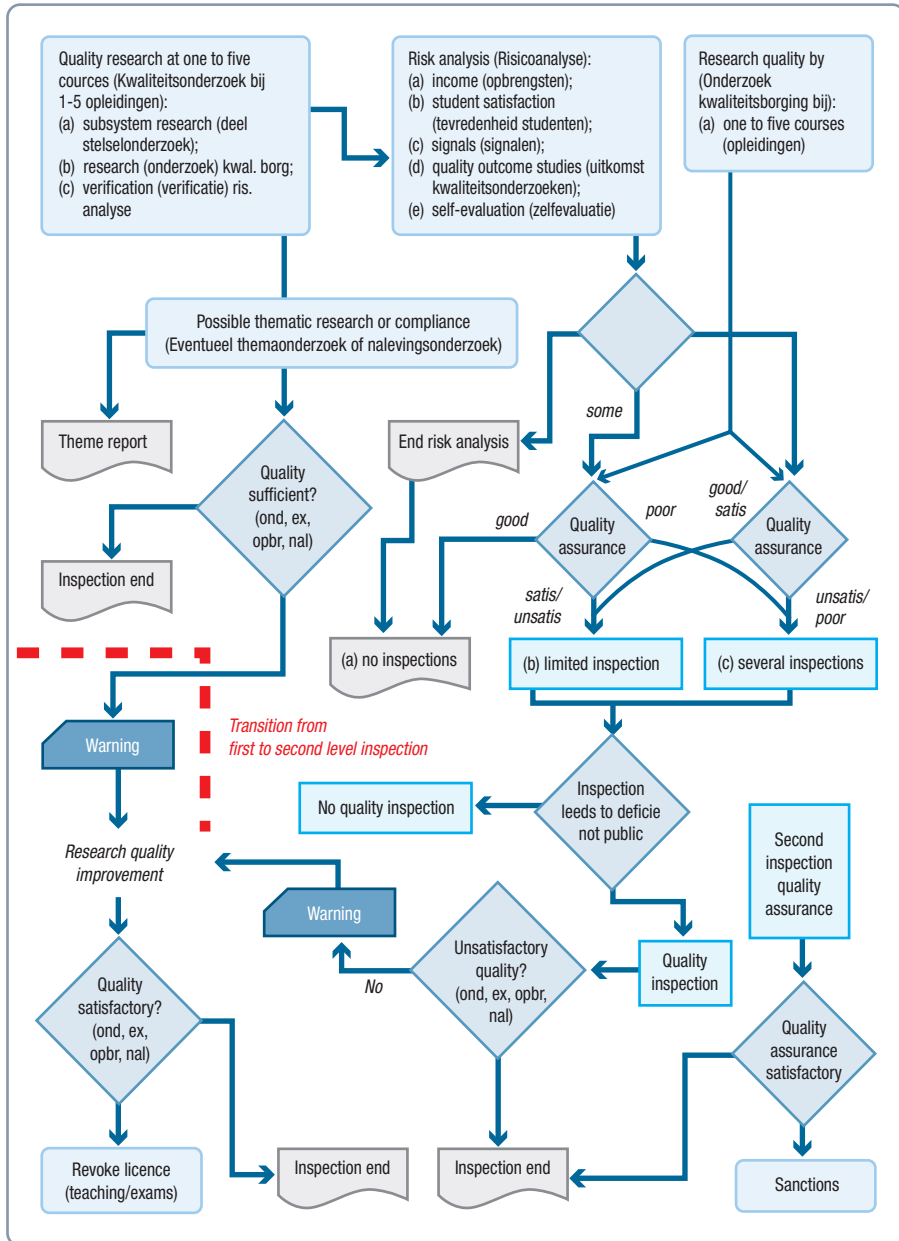 Quality research at one to five
cources (Kwaliteitsonderzoek bij
1-5 opleidingen):
(a) subsystem research (deel
stelselonderzoek);
(b) research (onderzoek) kwal. borg;
(c) verification (verificatie) ris.
analyse
Risk analysis (Risicoanalyse):
(a) income (opbrengsten);
(b) student satisfaction
(tevredenheid studenten);
(c) signals (signalen);
(d) quality outcome studies (uitkomst
kwaliteitsonderzoeken);
(e) self-evaluation (zelfevaluatie)
Research quality by
(Onderzoek
kwaliteitsborging bij):
(a) one to five courses
(opleidingen)
Possible thematic research or compliance
(Eventueel themaonderzoek of nalevingsonderzoek)
some
Theme report
End risk analysis
Quality
sufficient?
(ond, ex,
opbr, nal)
good
Quality
assurance
poor
good/
satis
Quality
assurance
Inspection end
satis/
unsatis
unsatis/
poor
(a) no inspections
(b) limited inspection
(c) several inspections
Warning
Transition from
first to second level inspection
Inspection
leeds to deficie
not public
No quality inspection
Second
inspection
quality
assurance
Research quality
improvement
Warning
Unsatisfactory
quality?
(ond, ex, opbr,
nal)
No
Quality
inspection
Quality
satisfactory?
(ond, ex,
opbr, nal)
Quality
assurance
satisfactory
Revoke licence
(teaching/exams)
Inspection end
Inspection end
Sanctions